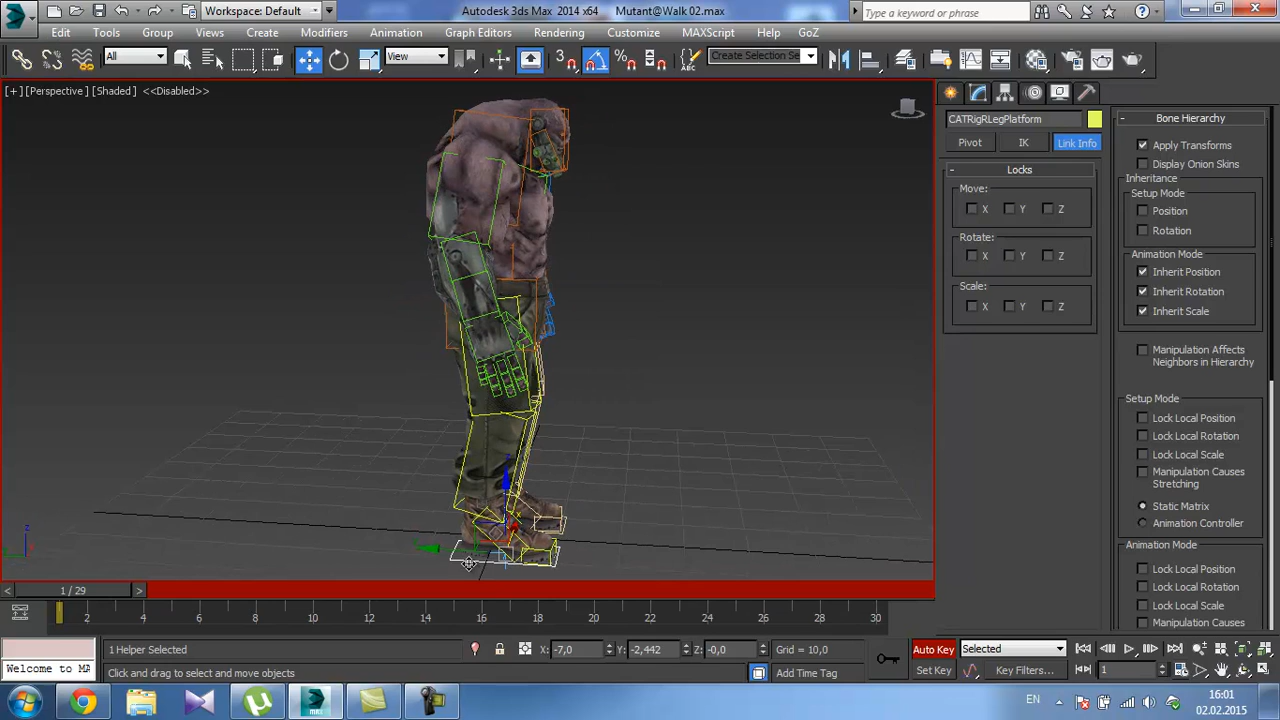 Workspace: Default
Autodesk 3ds Max 2014 x64 Mutant@Walk 02.max
Type a keyword or phrase
Edit Tools Group Views Create Modifiers Animation Graph Editors Rendering Customize MAXScript Help GoZ
All
View
3
Create Selection Se
[+] [Perspective] [Shaded] <<Disabled>>
CATRigRLegPlatform
Pivot IK Link Info
- Locks
Move:
X Y Z
Rotate:
X Y Z
Scale:
X Y Z
- Bone Hierarchy
Apply Transforms
Display Onion Skins
Inheritance
Setup Mode
Position
Rotation
Animation Mode
Inherit Position
Inherit Rotation
Inherit Scale
Manipulation Affects
Neighbors in Hierarchy
Setup Mode
Lock Local Position
Lock Local Rotation
Lock Local Scale
Manipulation Causes
Stretching
Static Matrix
Animation Controller
Animation Mode
Lock Local Position
Lock Local Rotation
Lock Local Scale
Manipulation Causes
z
< 1 / 29 >
2 4 6 8 10 12 14 16 18 20 22 24 26 28 30
1 Helper Selected
X: -7,0 Y: -2,442 Z: -0,0 Grid = 10,0
Auto Key Selected
Welcome to MA
Click and drag to select and move objects
Add Time Tag
Set Key Key Filters... 1
EN
16:01
02.02.2015